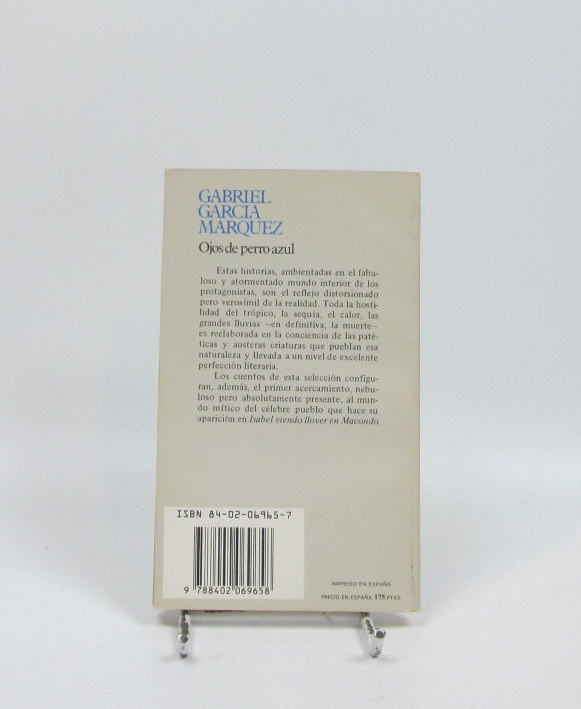 GABRIEL
GARCIA
MARQUEZ
Ojos de perro azul
Estas historias, ambientadas en el fabu-
loso y atormentado mundo interior de los
protagonistas, son el reflejo distorsionado
pero verosímil de la realidad. Toda la hosti-
lidad del trópico, la sequía, el calor, las
grandes lluvias —en definitiva, la muerte—
es reelaborada en la conciencia de las paté-
ticas y austeras criaturas que pueblan esa
naturaleza y llevada a un nivel de excelente
perfección literaria.
Los cuentos de esta selección configu-
ran, además, el primer acercamiento, nebu-
loso pero absolutamente presente, al mun-
do mítico del célebre pueblo que hace su
aparición en Isabel viendo llover en Macondo.
ISBN 84-02-06965-7
9 788402 069658
IMPRESO EN ESPAÑA
PRECIO EN ESPAÑA 175 PTAS